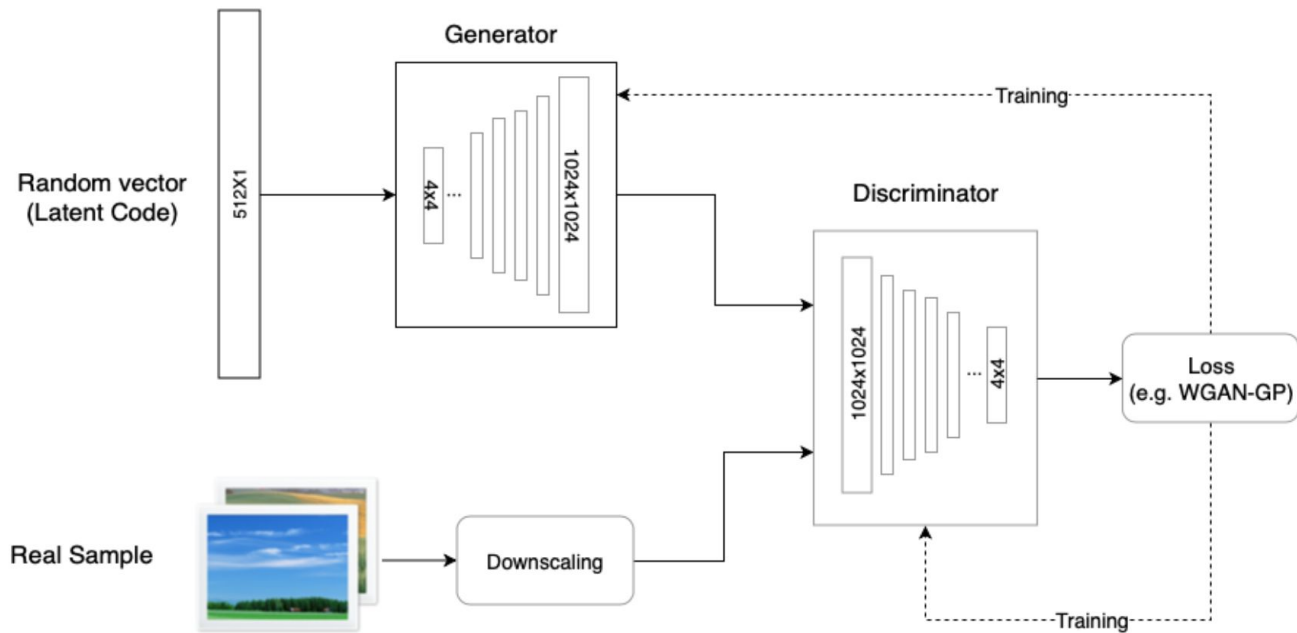 Generator
Training
512X1
4x4
...
1024x1024
Random vector
(Latent Code)
Discriminator
1024x1024
...
4x4
Loss
(e.g. WGAN-GP)
Real Sample
Downscaling
Training